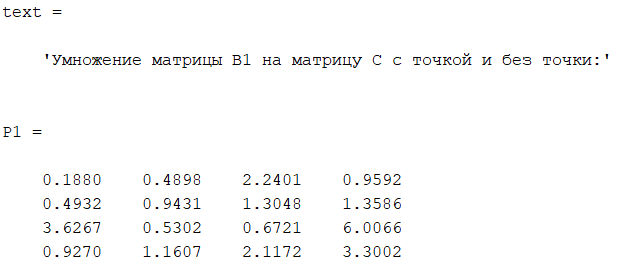 text =
'Умножение матрицы B1 на матрицу C с точкой и без точки:'
P1 =
0.1880 0.4898 2.2401 0.9592
0.4932 0.9431 1.3048 1.3586
3.6267 0.5302 0.6721 6.0066
0.9270 1.1607 2.1172 3.3002